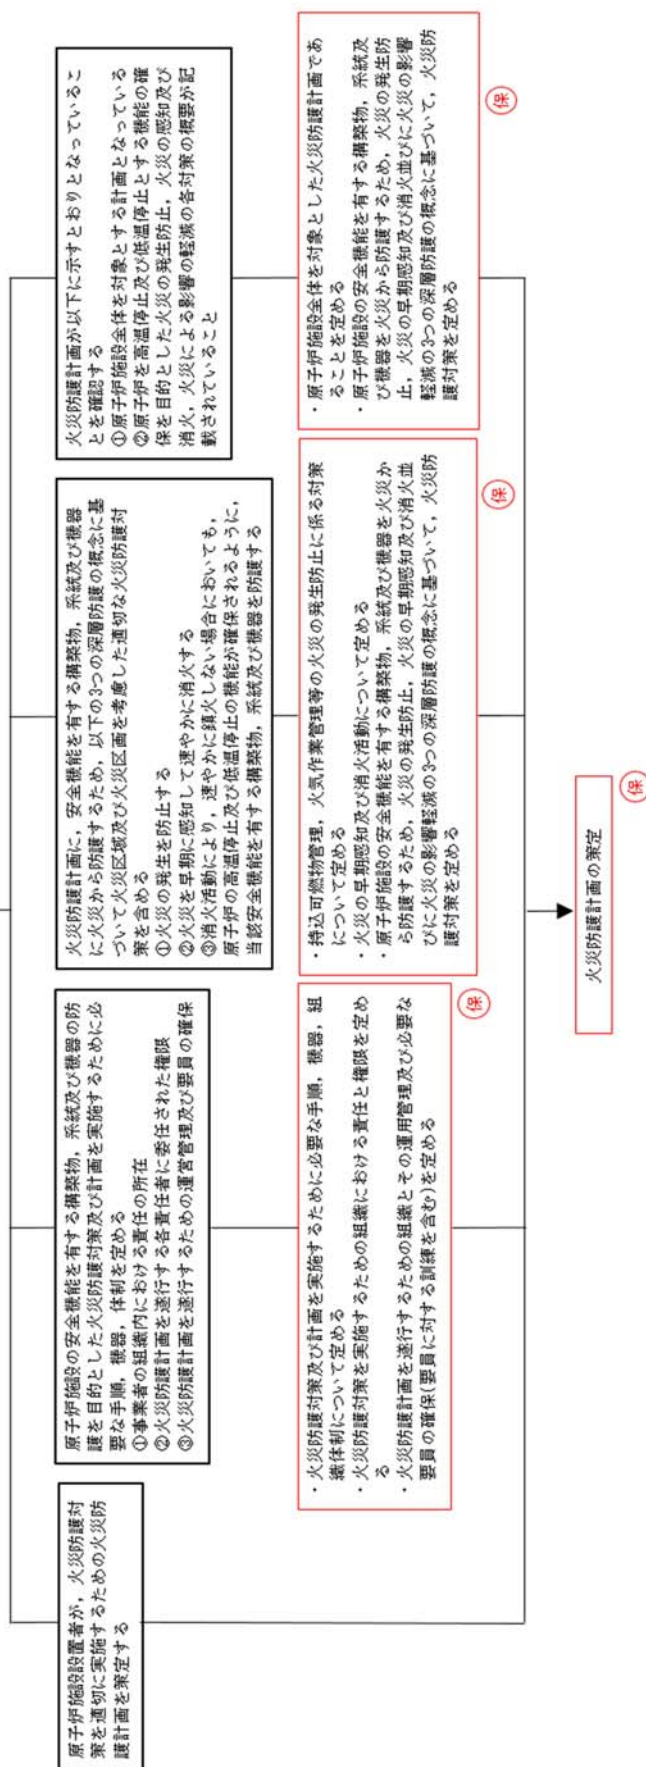 原子炉施設設置者が，火災防護対
策を適切に実施するための火災防
護計画を策定する
原子炉施設の安全機能を有する構築物，系統及び機器の防
護を目的とした火災防護対策及び計画を実施するために必
要な手順，機器，体制を定める
①事業者の組織内における責任の所在
②火災防護計画を遂行する各責任者に委任された権限
③火災防護計画を遂行するための運営管理及び要員の確保
火災防護計画に，安全機能を有する構築物，系統及び機器
に火災から防護するため，以下の3つの深層防護の概念に基
づいて火災区域及び火災区画を考慮した適切な火災防護対
策を含める
①火災の発生を防止する
②火災を早期に感知して速やかに消火する
③消火活動により，速やかに鎮火しない場合においても，
原子炉の高温停止及び低温停止の機能が確保されるように，
当該安全機能を有する構築物，系統及び機器を防護する
火災防護計画が以下に示すとおりとなっているこ
とを確認する
①原子炉施設全体を対象とする計画となっている
②原子炉を高温停止及び低温停止とする機能の確
保を目的とした火災の発生防止，火災の感知及び
消火，火災による影響の軽減の各対策の概要が記
載されていること
・火災防護対策及び計画を実施するために必要な手順，機器，組
織体制について定める
・火災防護対策を実施するための組織における責任と権限を定め
る
・火災防護計画を遂行するための組織とその運用管理及び必要な
要員の確保(要員に対する訓練を含む)を定める
保
・持込可燃物管理，火気作業管理等の火災の発生防止に係る対策
について定める
・火災の早期感知及び消火活動について定める
・原子炉施設の安全機能を有する構築物，系統及び機器を火災か
ら防護するため，火災の発生防止，火災の早期感知及び消火並
びに火災の影響軽減の3つの深層防護の概念に基づいて，火災防
護対策を定める
保
・原子炉施設全体を対象とした火災防護計画であ
ることを定める
・原子炉施設の安全機能を有する構築物，系統及
び機器を火災から防護するため，火災の発生防
止，火災の早期感知及び消火並びに火災の影響
軽減の3つの深層防護の概念に基づいて，火災防
護対策を定める
保
火災防護計画の策定
保